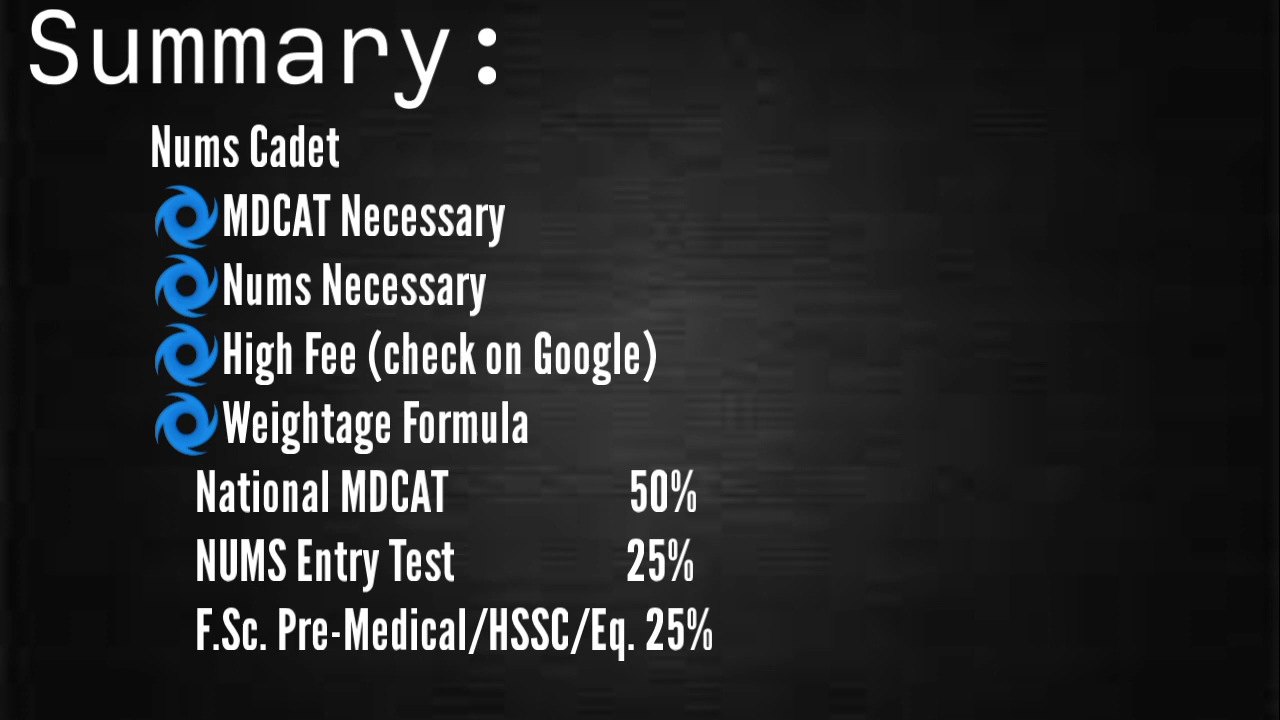 Summary:
Nums Cadet
MDCAT Necessary
Nums Necessary
High Fee (check on Google)
Weightage Formula
National MDCAT 50%
NUMS Entry Test 25%
F.Sc. Pre-Medical/HSSC/Eq. 25%